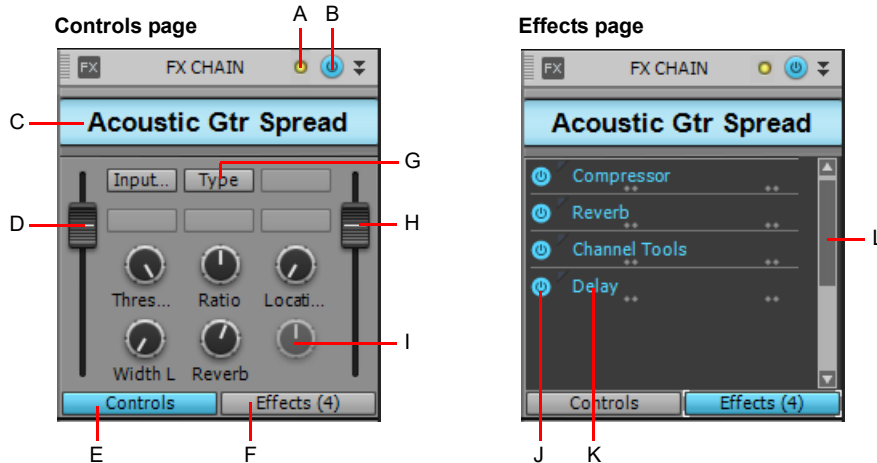 Controls page
A B
FX FX CHAIN
C
Acoustic Gtr Spread
G
Input... Type
D
H
Thres... Ratio Locati...
I
Width L Reverb
Controls Effects (4)
E F
Effects page
FX FX CHAIN
Acoustic Gtr Spread
Compressor
Reverb
L
Channel Tools
Delay
Controls Effects (4)
J K